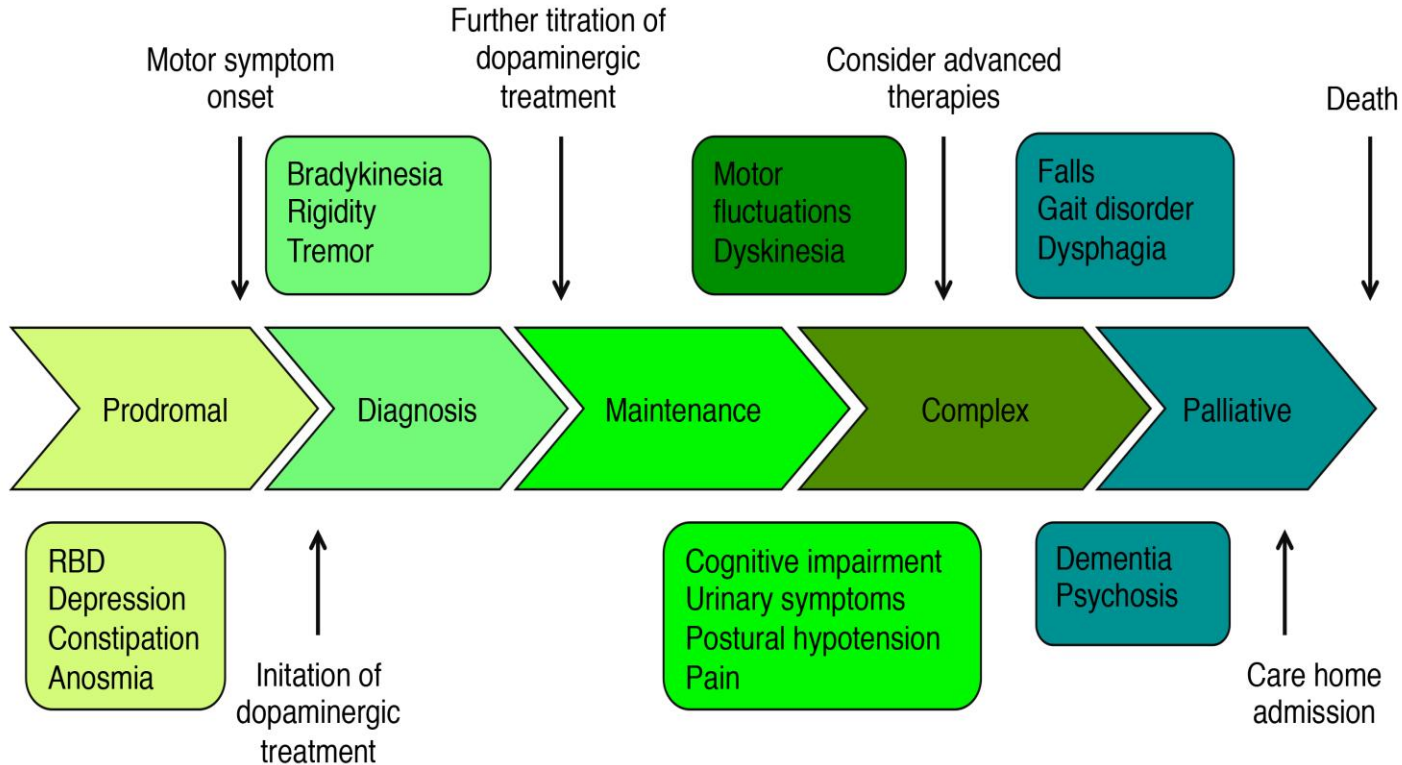 Motor symptom
onset
Further titration of
dopaminergic
treatment
Consider advanced
therapies
Death
Bradykinesia
Rigidity
Tremor
Motor
fluctuations
Dyskinesia
Falls
Gait disorder
Dysphagia
Prodromal
Diagnosis
Maintenance
Complex
Palliative
RBD
Depression
Constipation
Anosmia
Initation of
dopaminergic
treatment
Cognitive impairment
Urinary symptoms
Postural hypotension
Pain
Dementia
Psychosis
Care home
admission